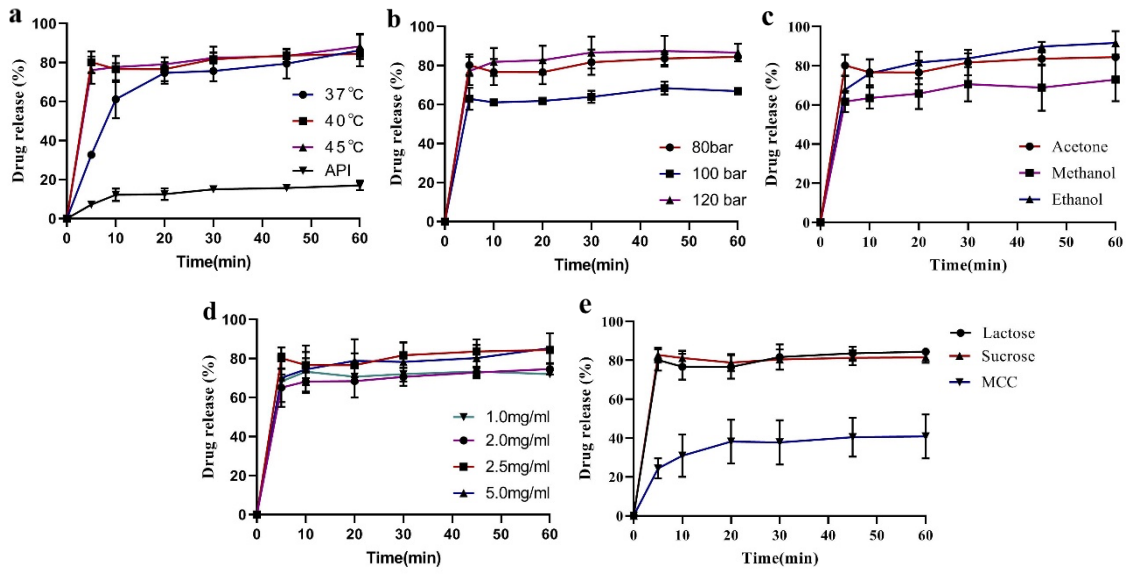 a
Drug release (%)
100
80
60
40
20
0
37°C
40°C
45°C
API
0 10 20 30 40 50 60
Time(min)
b
Drug release (%)
100
80
60
40
20
0
80bar
100 bar
120 bar
0 10 20 30 40 50 60
Time(min)
c
Drug release (%)
100
80
60
40
20
0
Acetone
Methanol
Ethanol
0 10 20 30 40 50 60
Time(min)
d
Drug release (%)
100
80
60
40
20
0
1.0mg/ml
2.0mg/ml
2.5mg/ml
5.0mg/ml
0 10 20 30 40 50 60
Time(min)
e
Drug release (%)
100
80
60
40
20
0
Lactose
Sucrose
MCC
0 10 20 30 40 50 60
Time(min)